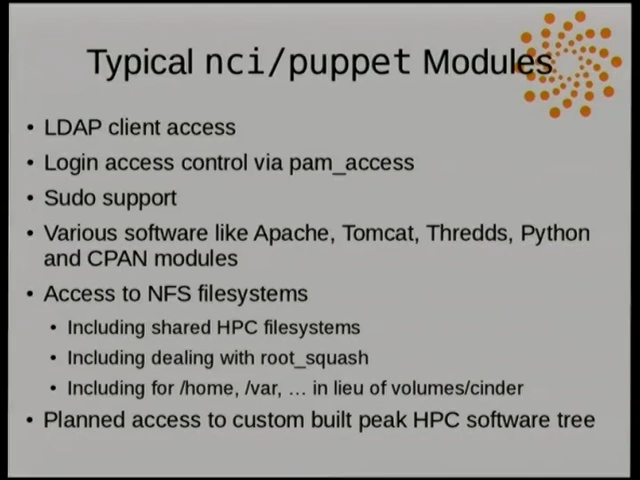 Typical nci/puppet Modules
• LDAP client access
• Login access control via pam_access
• Sudo support
• Various software like Apache, Tomcat, Thredds, Python
and CPAN modules
• Access to NFS filesystems
• Including shared HPC filesystems
• Including dealing with root_squash
• Including for /home, /var, … in lieu of volumes/cinder
• Planned access to custom built peak HPC software tree